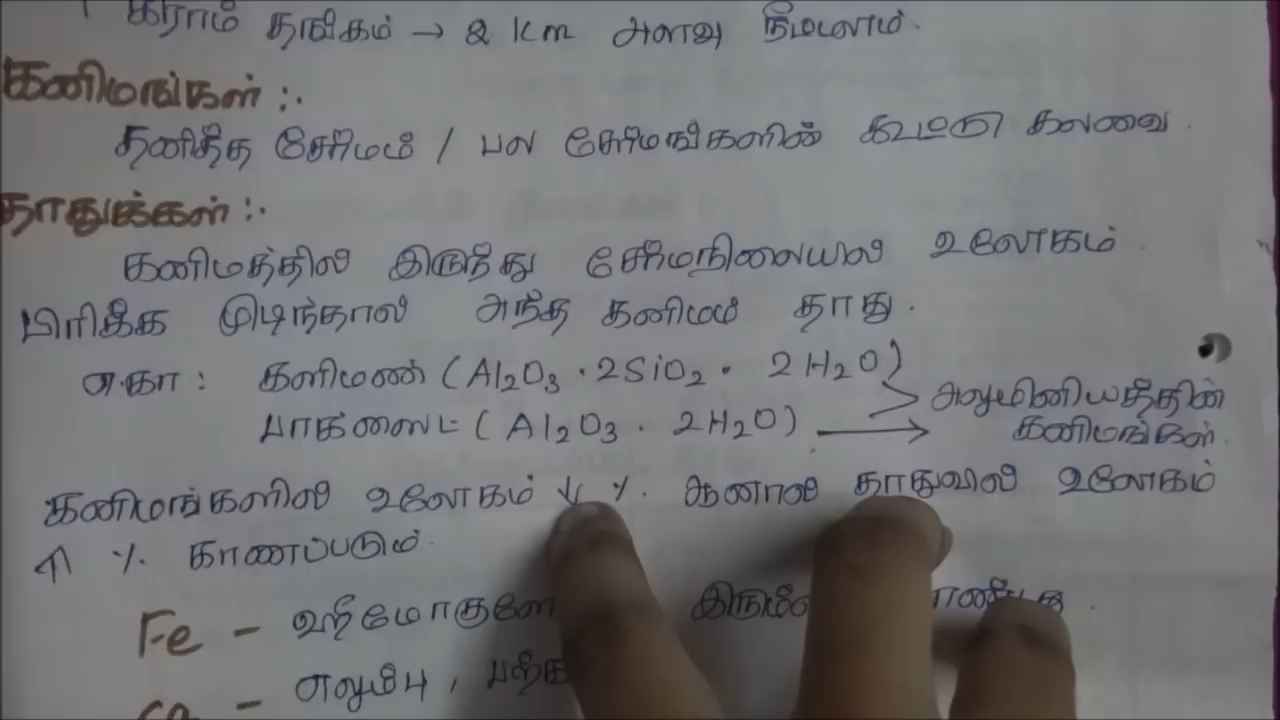 கிராம் தங்கம் → 2 Km அளவு நீட்டலாம்.
கனிமங்கள் :-
தனித்த சேர்மம் / பல சேர்மங்களின் கூட்டு கலவை.
தாதுக்கள் :-
கனிமத்தில் இருந்து சேர்மநிலையில் உலோகம்
பிரிக்க முடிந்தால் அந்த கனிமம் தாது.
எ.கா : களிமண் (Al2O3 · 2SiO2 · 2H2O)
பாக்ஸைட் (Al2O3 · 2H2O) → அலுமினியத்தின் கனிமங்கள்.
கனிமங்களில் உலோகம் ↓ %. ஆனால் தாதுவில் உலோகம்
↑ %. காணப்படும்.
Fe - ஹீமோகுளோ
Ca - எலும்பு,